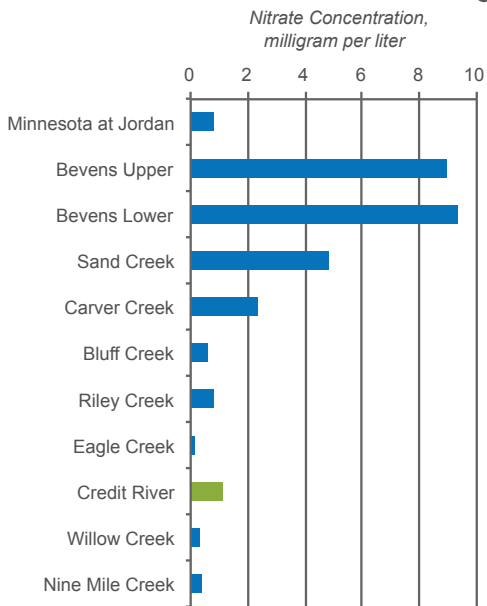 Nitrate Concentration,
milligram per liter
0 2 4 6 8 10
Minnesota at Jordan
Bevens Upper
Bevens Lower
Sand Creek
Carver Creek
Bluff Creek
Riley Creek
Eagle Creek
Credit River
Willow Creek
Nine Mile Creek